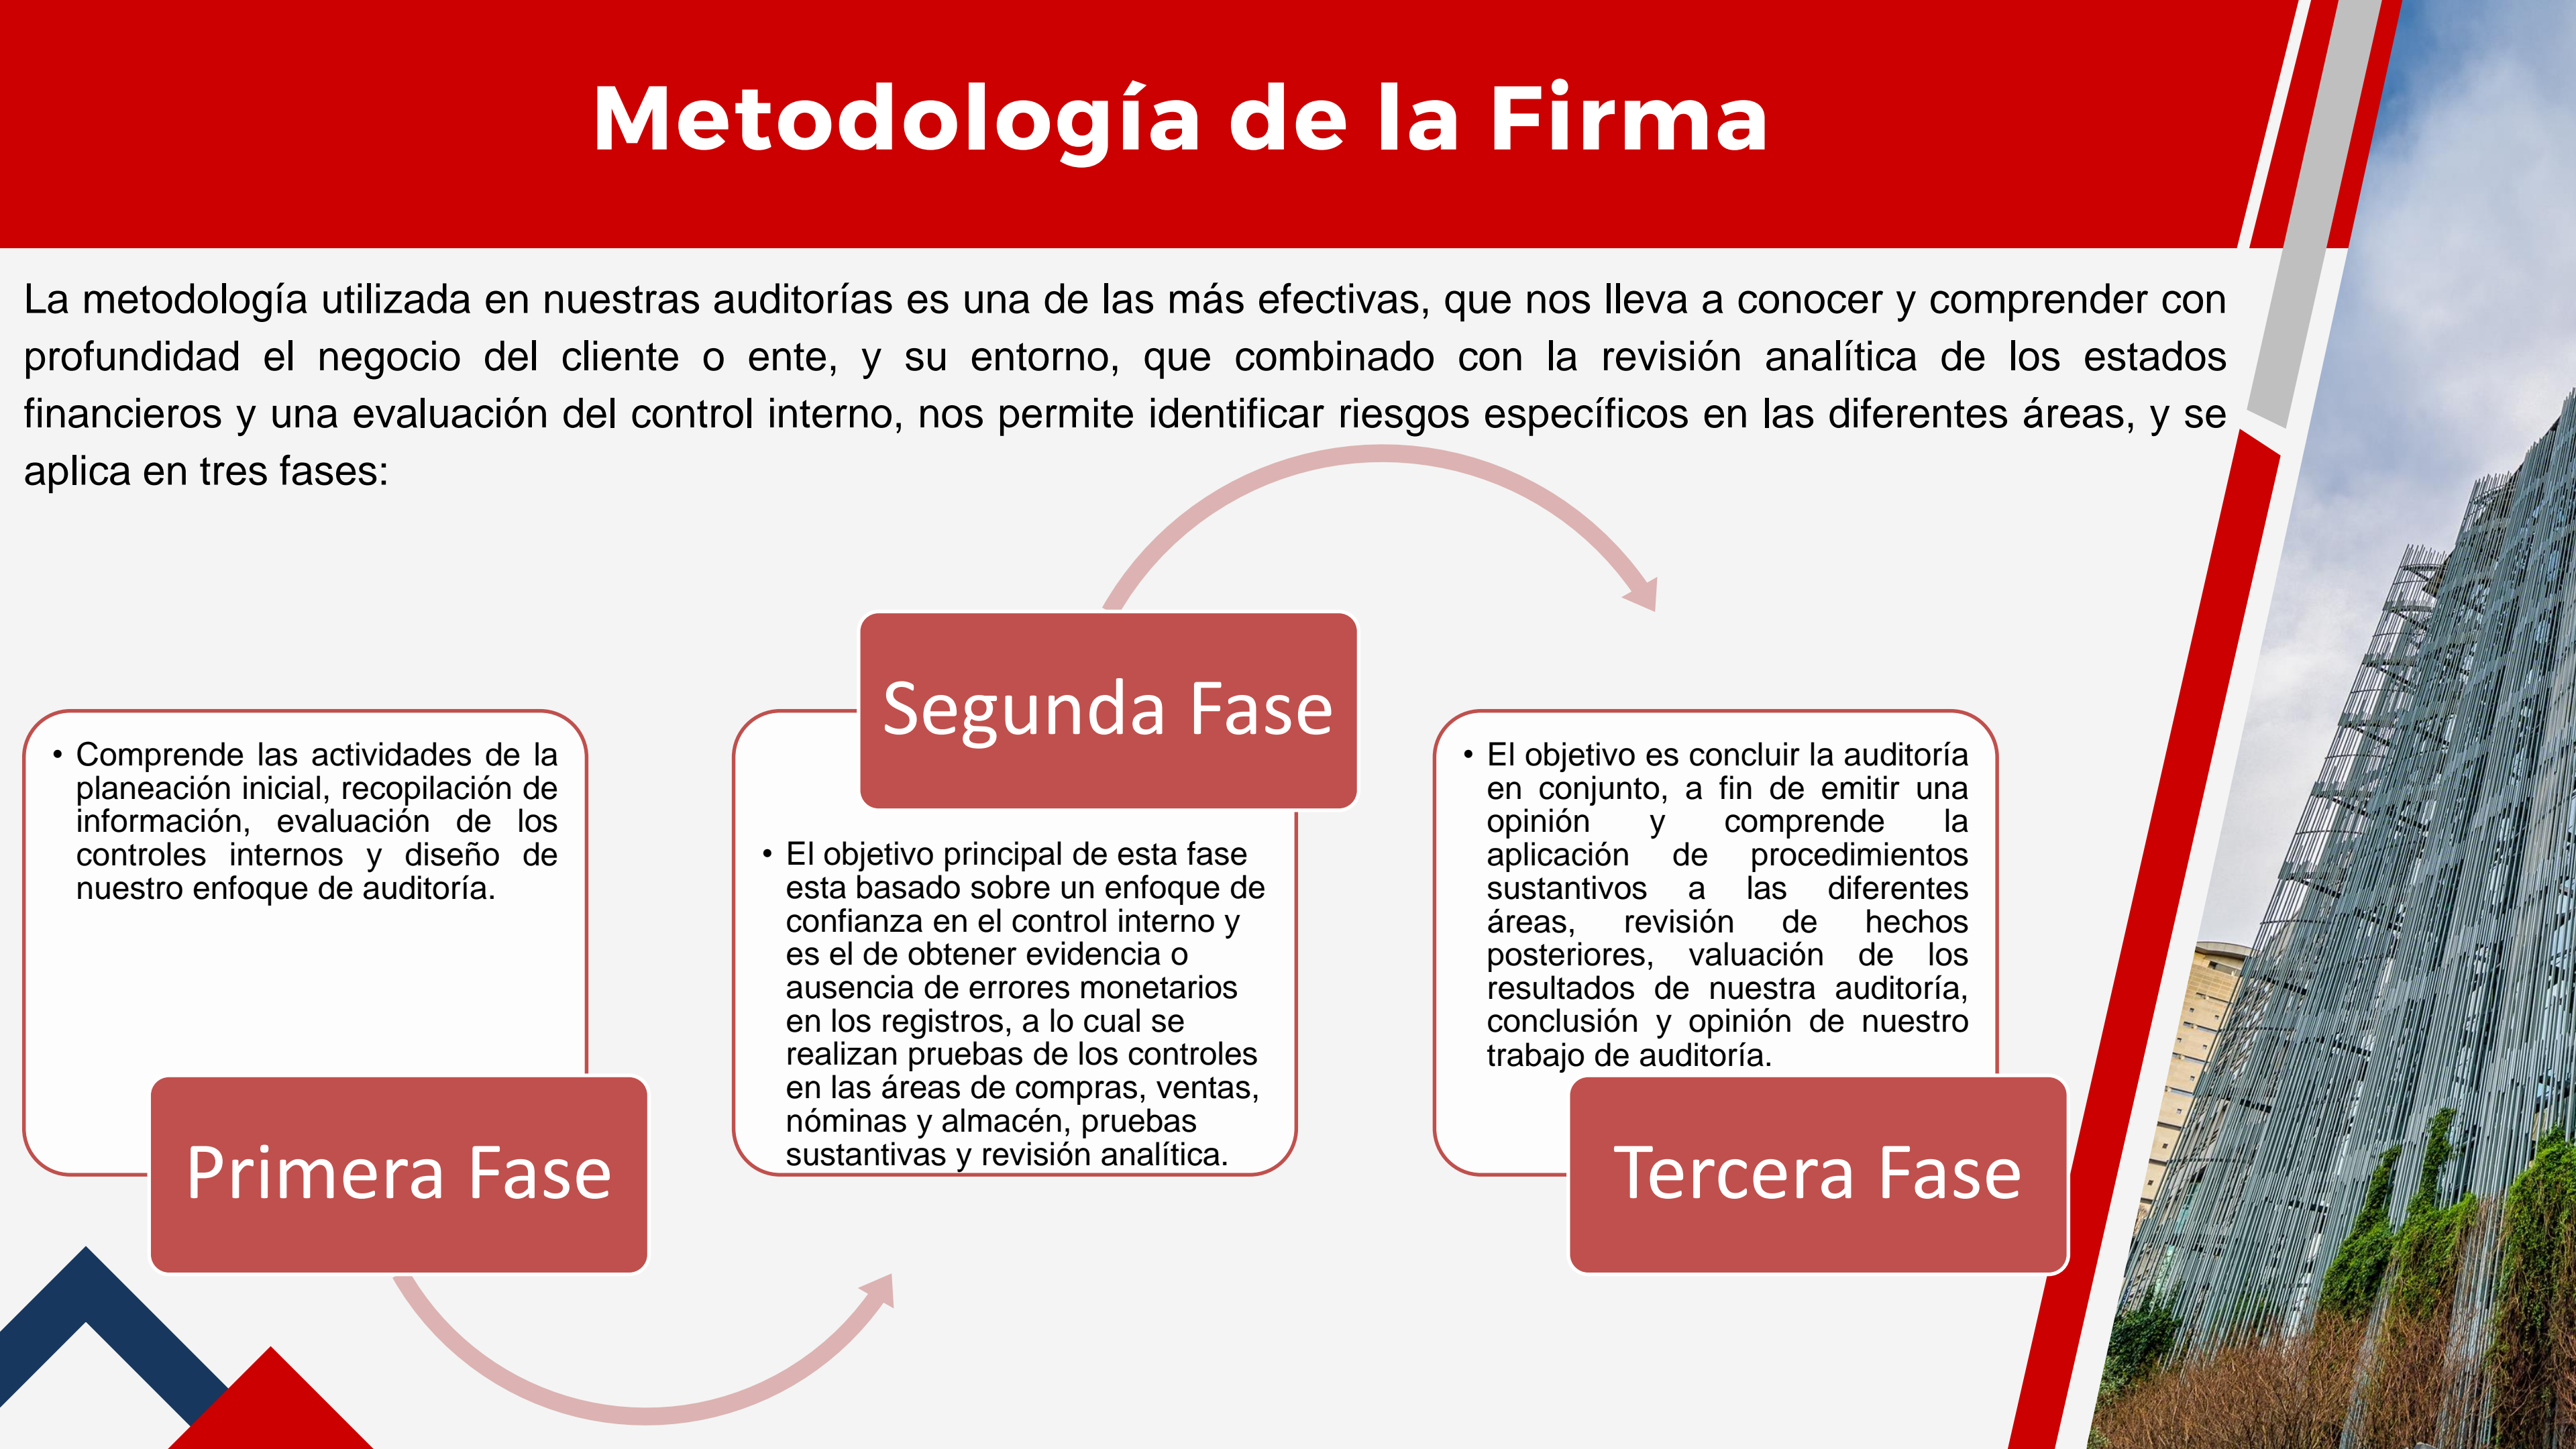 Metodología de la Firma
La metodología utilizada en nuestras auditorías es una de las más efectivas, que nos lleva a conocer y comprender con
profundidad el negocio del cliente o ente, y su entorno, que combinado con la revisión analítica de los estados
financieros y una evaluación del control interno, nos permite identificar riesgos específicos en las diferentes áreas, y se
aplica en tres fases:
• Comprende las actividades de la
planeación inicial, recopilación de
información, evaluación de los
controles internos y diseño de
nuestro enfoque de auditoría.
Primera Fase
Segunda Fase
• El objetivo principal de esta fase
esta basado sobre un enfoque de
confianza en el control interno y
es el de obtener evidencia o
ausencia de errores monetarios
en los registros, a lo cual se
realizan pruebas de los controles
en las áreas de compras, ventas,
nóminas y almacén, pruebas
sustantivas y revisión analítica.
• El objetivo es concluir la auditoría
en conjunto, a fin de emitir una
opinión y comprende la
aplicación de procedimientos
sustantivos a las diferentes
áreas, revisión de hechos
posteriores, valuación de los
resultados de nuestra auditoría,
conclusión y opinión de nuestro
trabajo de auditoría.
Tercera Fase